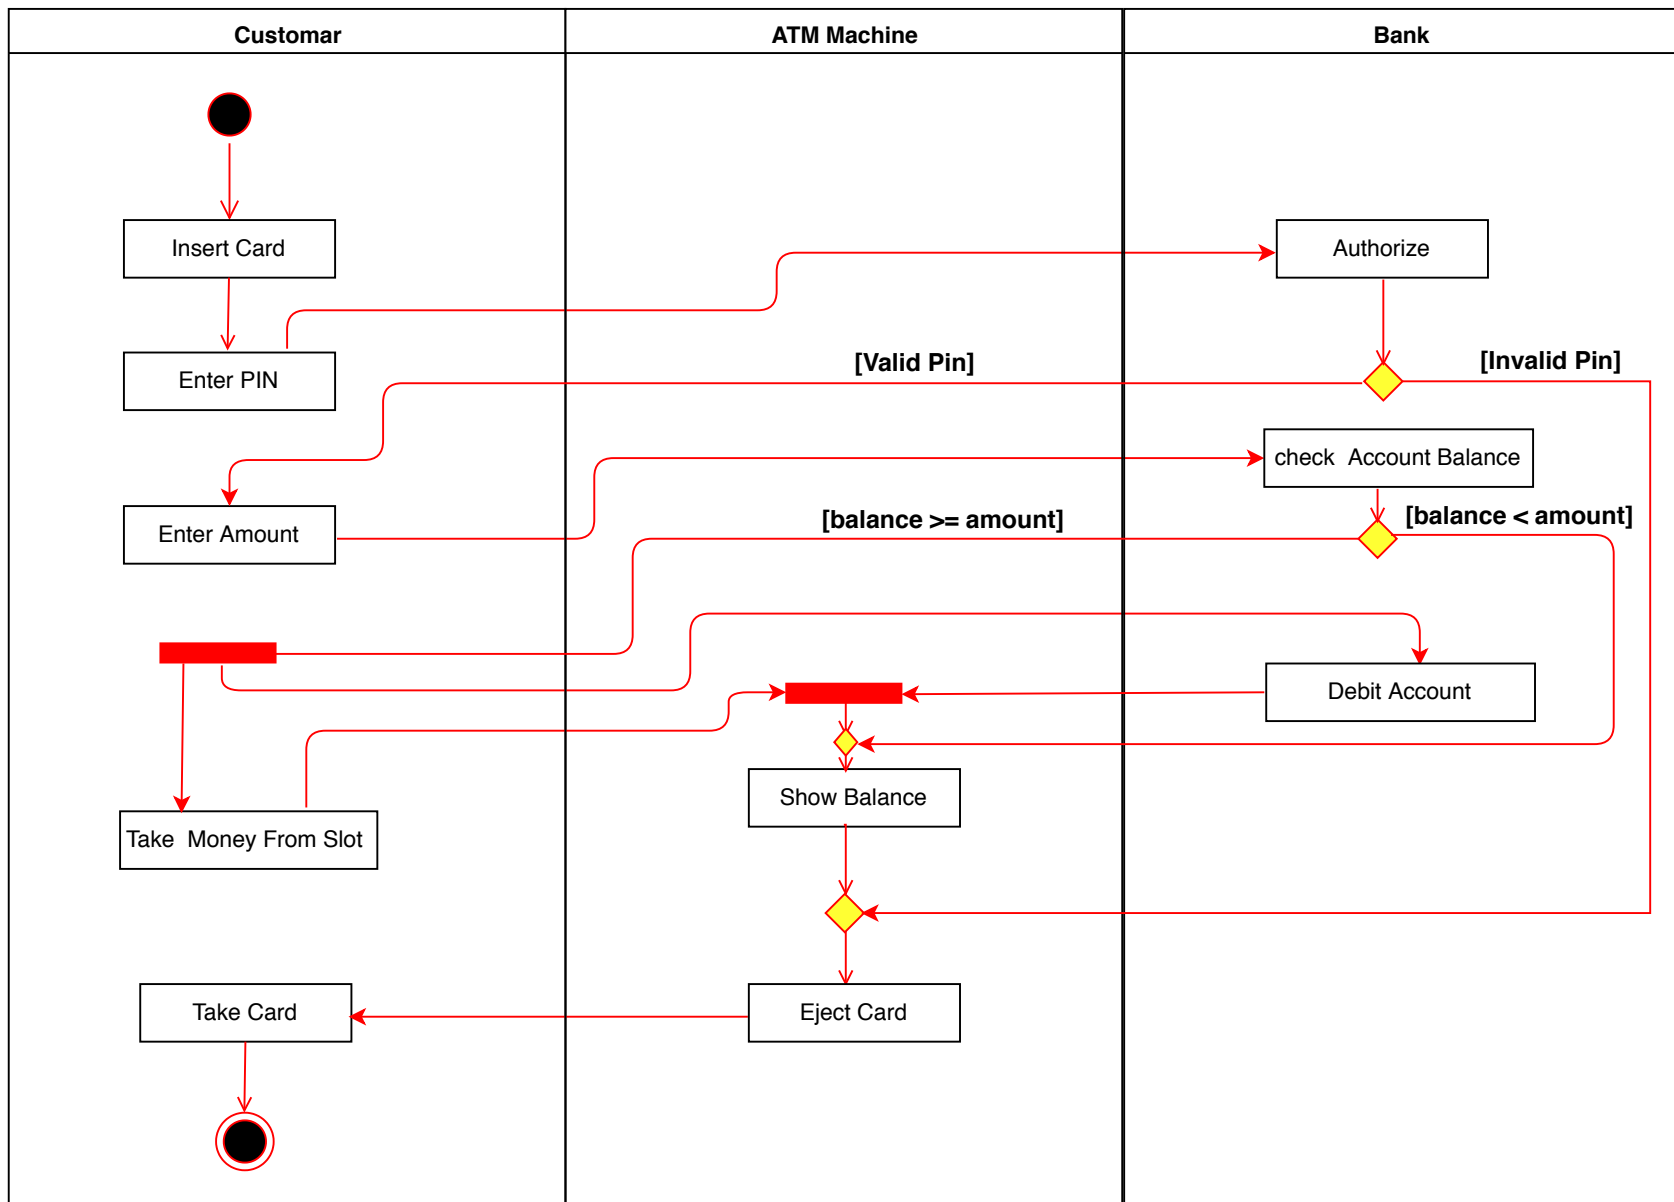 Customar
ATM Machine
Bank
Insert Card
Authorize
Enter PIN
[Valid Pin]
[Invalid Pin]
check  Account Balance
Enter Amount
[balance >= amount]
[balance < amount]
Debit Account
Show Balance
Take  Money From Slot
Take Card
Eject Card